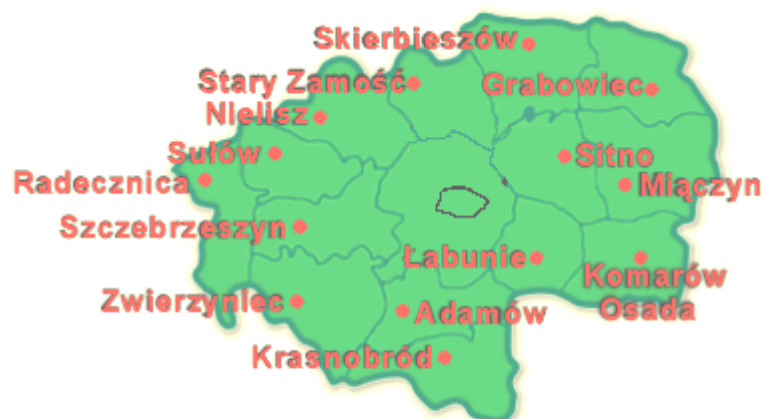 Skierbieszów
Stary Zamość
Grabowiec
Nielisz
Sułów
Sitno
Radecznica
Miączyn
Szczebrzeszyn
Łabunie
Komarów
Osada
Zwierzyniec
Adamów
Krasnobród